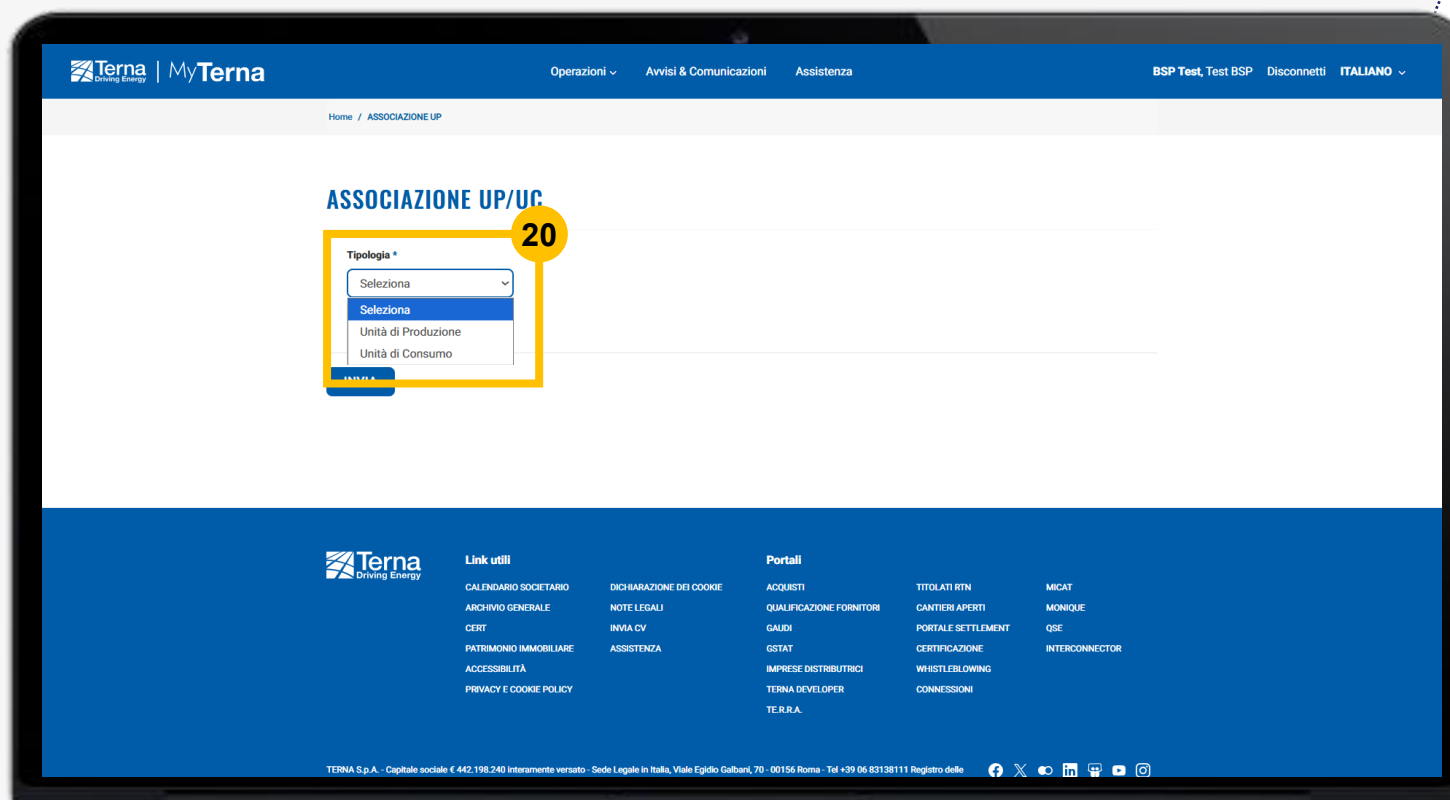 Terna Driving Energy | MyTerna
Operazioni
Avvisi & Comunicazioni
Assistenza
BSP Test, Test BSP
Disconnetti
ITALIANO
Home / ASSOCIAZIONE UP
ASSOCIAZIONE UP/UC
20
Tipologia *
Seleziona
Seleziona
Unità di Produzione
Unità di Consumo
INVIA
Terna
Driving Energy
Link utili
CALENDARIO SOCIETARIO
ARCHIVIO GENERALE
CERT
PATRIMONIO IMMOBILIARE
ACCESSIBILITÀ
PRIVACY E COOKIE POLICY
DICHIARAZIONE DEI COOKIE
NOTE LEGALI
INVIA CV
ASSISTENZA
Portali
ACQUISTI
QUALIFICAZIONE FORNITORI
GAUDI
GSTAT
IMPRESE DISTRIBUTRICI
TERNA DEVELOPER
TE.R.R.A.
TITOLATI RTN
CANTIERI APERTI
PORTALE SETTLEMENT
CERTIFICAZIONE
WHISTLEBLOWING
CONNESSIONI
MICAT
MONIQUE
QSE
INTERCONNECTOR
TERNA S.p.A. - Capitale sociale € 442.198.240 interamente versato - Sede Legale in Italia, Viale Egidio Galbani, 70 - 00156 Roma - Tel +39 06 83138111 Registro delle